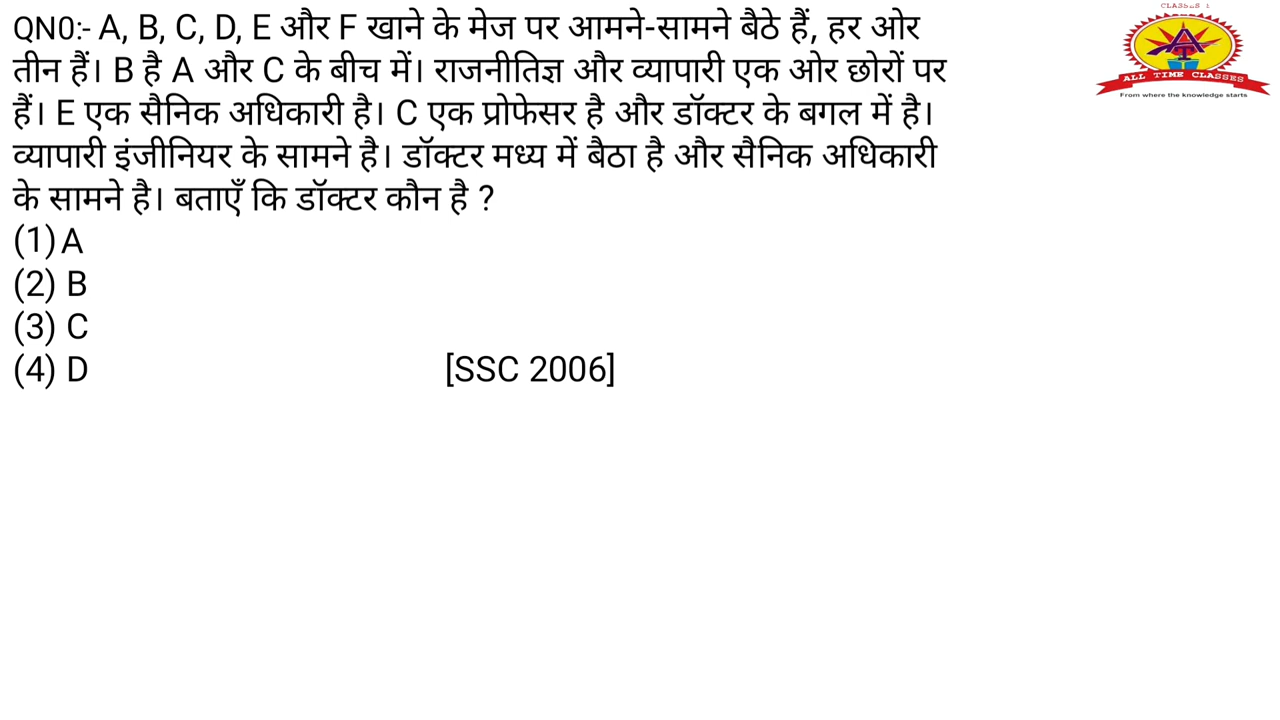 QN0:- A, B, C, D, E और F खाने के मेज पर आमने-सामने बैठे हैं, हर ओर
तीन हैं। B है A और C के बीच में। राजनीतिज्ञ और व्यापारी एक ओर छोरों पर
हैं। E एक सैनिक अधिकारी है। C एक प्रोफेसर है और डॉक्टर के बगल में है।
व्यापारी इंजीनियर के सामने है। डॉक्टर मध्य में बैठा है और सैनिक अधिकारी
के सामने है। बताएँ कि डॉक्टर कौन है ?
(1) A
(2) B
(3) C
(4) D [SSC 2006]
ALL TIME CLASSES
From where the knowledge starts